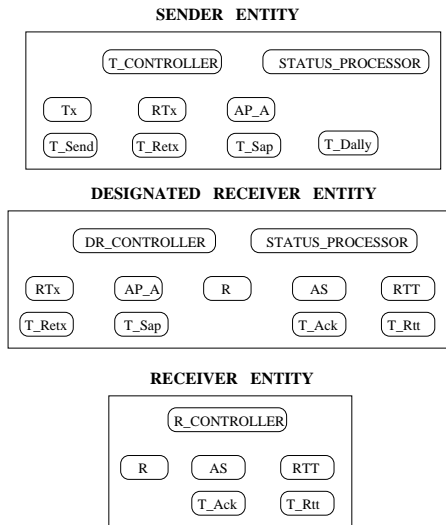 SENDER ENTITY
T_CONTROLLER STATUS_PROCESSOR
Tx RTx AP_A
T_Send T_Retx T_Sap T_Dally
DESIGNATED RECEIVER ENTITY
DR_CONTROLLER STATUS_PROCESSOR
RTx AP_A R AS RTT
T_Retx T_Sap T_Ack T_Rtt
RECEIVER ENTITY
R_CONTROLLER
R AS RTT
T_Ack T_Rtt